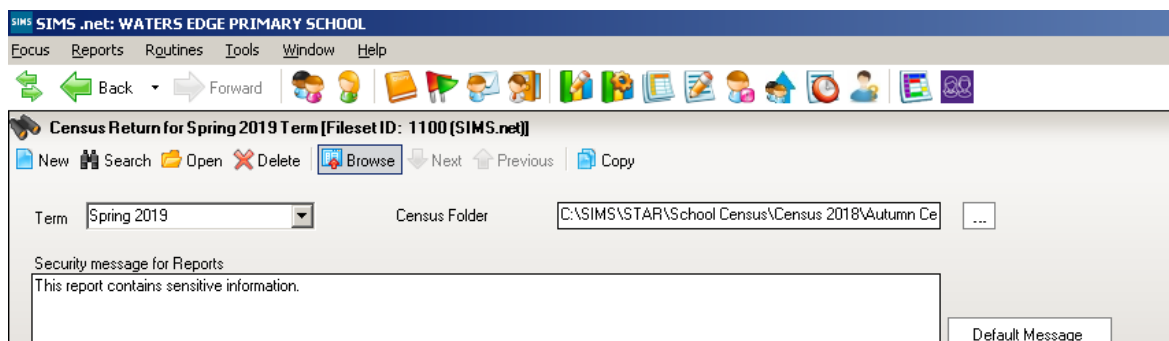 SIMS SIMS .net: WATERS EDGE PRIMARY SCHOOL
Focus Reports Routines Tools Window Help
Back Forward
Census Return for Spring 2019 Term [Fileset ID: 1100 (SIMS.net)]
New Search Open Delete Browse Next Previous Copy
Term Spring 2019 Census Folder C:\SIMS\STAR\School Census\Census 2018\Autumn Ce ...
Security message for Reports
This report contains sensitive information.
Default Message